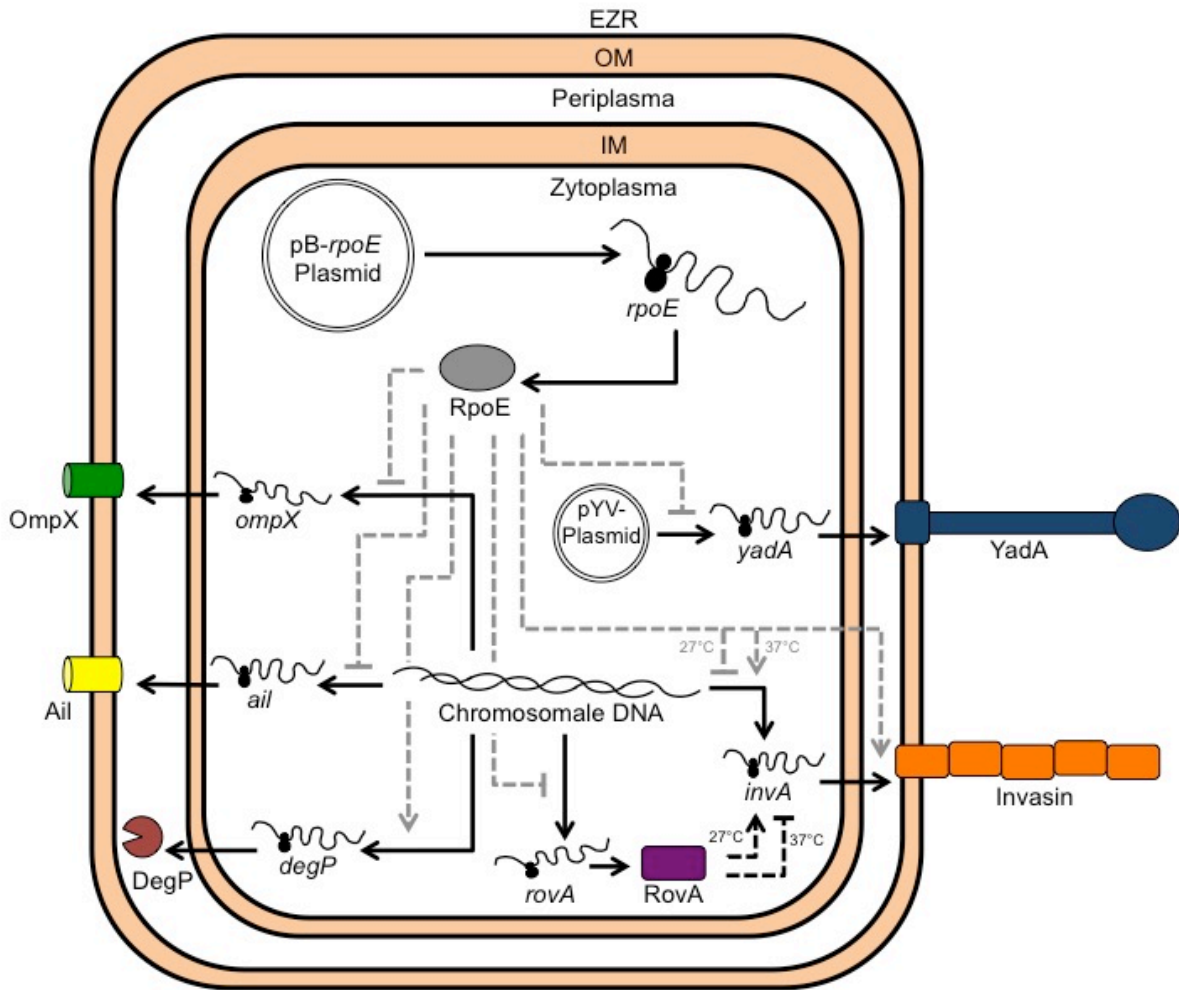 EZR
OM
Periplasma
IM
Zytoplasma
pB-rpoE
Plasmid
rpoE
RpoE
OmpX
ompX
pYV-
Plasmid
yadA
YadA
27°C
37°C
Ail
ail
Chromosomale DNA
invA
Invasin
DegP
degP
rovA
RovA
27°C
37°C